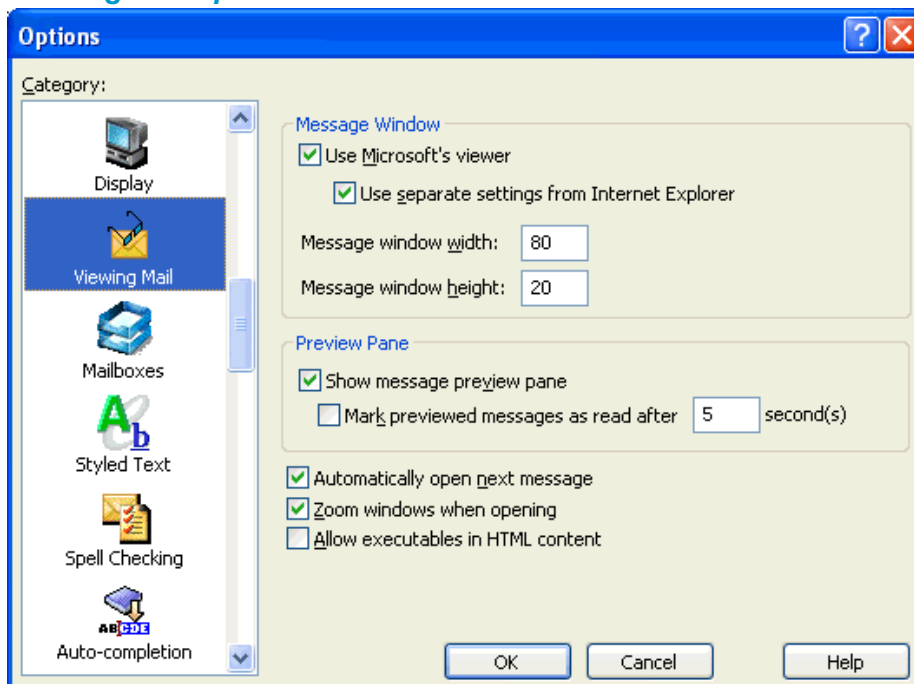 Options
Category:
Display
Viewing Mail
Mailboxes
Styled Text
Spell Checking
ABCDE
Auto-completion
Message Window
Use Microsoft's viewer
Use separate settings from Internet Explorer
Message window width: 80
Message window height: 20
Preview Pane
Show message preview pane
Mark previewed messages as read after 5 second(s)
Automatically open next message
Zoom windows when opening
Allow executables in HTML content
OK Cancel Help